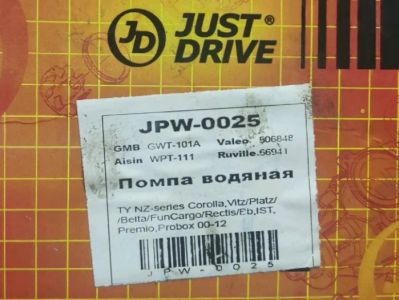 JD JUST
DRIVE
JPW-0025
GMB GWT-101A Valeo 506848
Aisin WPT-111 Ruville 66941
Помпа водяная
TY NZ-series Corolla,Vitz/Platz/
/Betta/FunCargo/Rectis/Eb,IST,
Premio,Probox 00-12
JPW-0025